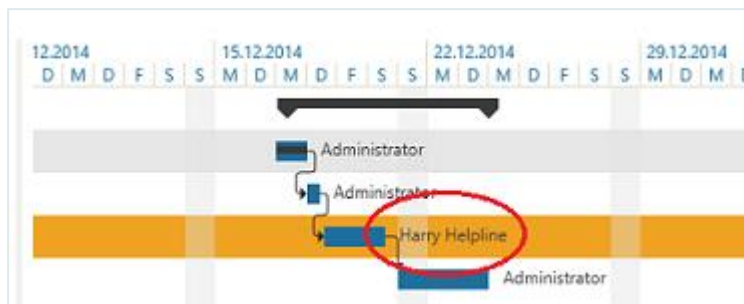 12.2014 15.12.2014 22.12.2014 29.12.2014
D M D F S S M D M D F S S M D M D F S S M D M
Administrator
Administrator
Harry Helpline
Administrator